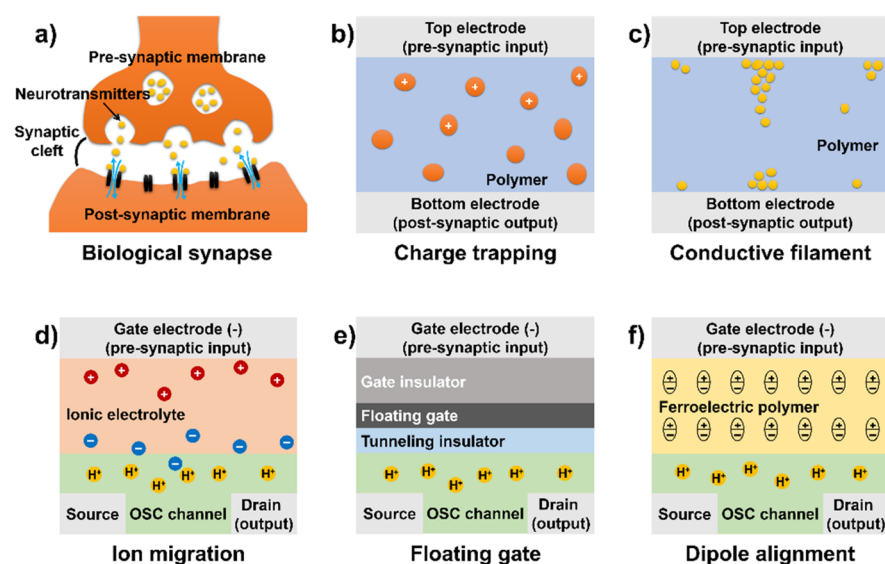 a)
Pre-synaptic membrane
Neurotransmitters
Synaptic
cleft
Post-synaptic membrane
Biological synapse
b)
Top electrode
(pre-synaptic input)
+
+
+
+
+
Polymer
Bottom electrode
(post-synaptic output)
Charge trapping
c)
Top electrode
(pre-synaptic input)
Polymer
Bottom electrode
(post-synaptic output)
Conductive filament
d)
Gate electrode (-)
(pre-synaptic input)
+ + + + + +
Ionic electrolyte
− − − − − −
H⁺ H⁺ H⁺ H⁺ H⁺ H⁺
Source
OSC channel
Drain
(output)
Ion migration
e)
Gate electrode (-)
(pre-synaptic input)
Gate insulator
Floating gate
Tunneling insulator
H⁺ H⁺ H⁺ H⁺ H⁺ H⁺
Source
OSC channel
Drain
(output)
Floating gate
f)
Gate electrode (-)
(pre-synaptic input)
+ + + + + + +
− − − − − − −
Ferroelectric polymer
+ + + + + + +
− − − − − − −
H⁺ H⁺ H⁺ H⁺ H⁺ H⁺
Source
OSC channel
Drain
(output)
Dipole alignment